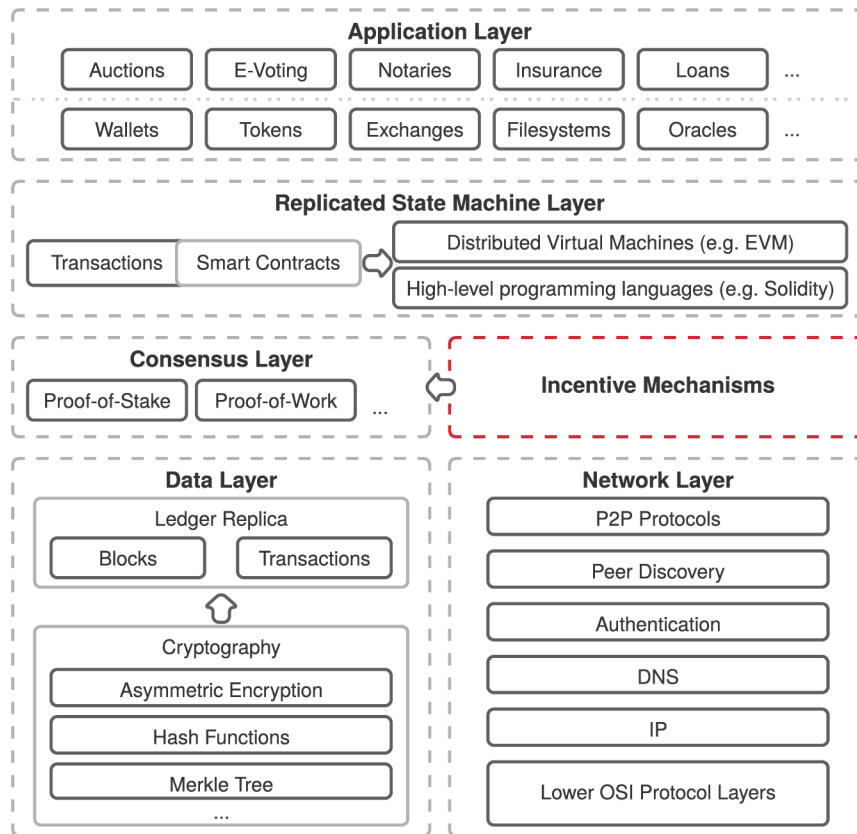 Application Layer
Auctions E-Voting Notaries Insurance Loans ...
Wallets Tokens Exchanges Filesystems Oracles ...
Replicated State Machine Layer
Transactions Smart Contracts
Distributed Virtual Machines (e.g. EVM)
High-level programming languages (e.g. Solidity)
Consensus Layer
Proof-of-Stake Proof-of-Work ...
Incentive Mechanisms
Data Layer
Ledger Replica
Blocks Transactions
Cryptography
Asymmetric Encryption
Hash Functions
Merkle Tree
...
Network Layer
P2P Protocols
Peer Discovery
Authentication
DNS
IP
Lower OSI Protocol Layers